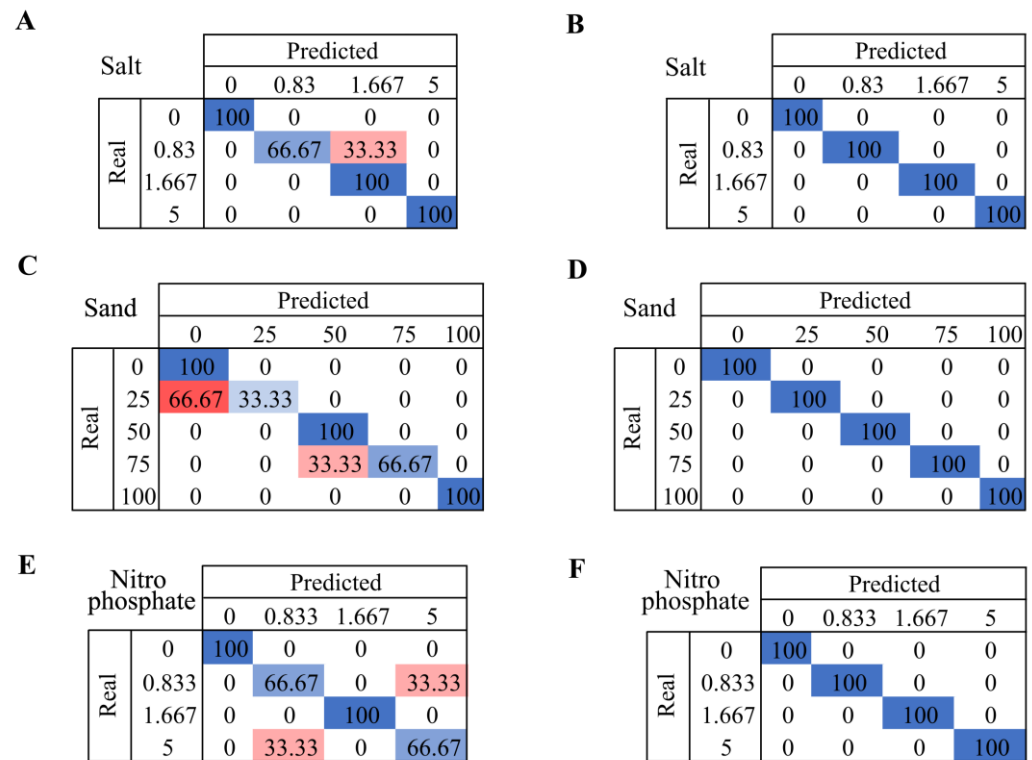 A
Salt
Predicted
0 0.83 1.667 5
Real
0 100 0 0 0
0.83 0 66.67 33.33 0
1.667 0 0 100 0
5 0 0 0 100
B
Salt
Predicted
0 0.83 1.667 5
Real
0 100 0 0 0
0.83 0 100 0 0
1.667 0 0 100 0
5 0 0 0 100
C
Sand
Predicted
0 25 50 75 100
Real
0 100 0 0 0 0
25 66.67 33.33 0 0 0
50 0 0 100 0 0
75 0 0 33.33 66.67 0
100 0 0 0 0 100
D
Sand
Predicted
0 25 50 75 100
Real
0 100 0 0 0 0
25 0 100 0 0 0
50 0 0 100 0 0
75 0 0 0 100 0
100 0 0 0 0 100
E
Nitro
phosphate
Predicted
0 0.833 1.667 5
Real
0 100 0 0 0
0.833 0 66.67 0 33.33
1.667 0 0 100 0
5 0 33.33 0 66.67
F
Nitro
phosphate
Predicted
0 0.833 1.667 5
Real
0 100 0 0 0
0.833 0 100 0 0
1.667 0 0 100 0
5 0 0 0 100